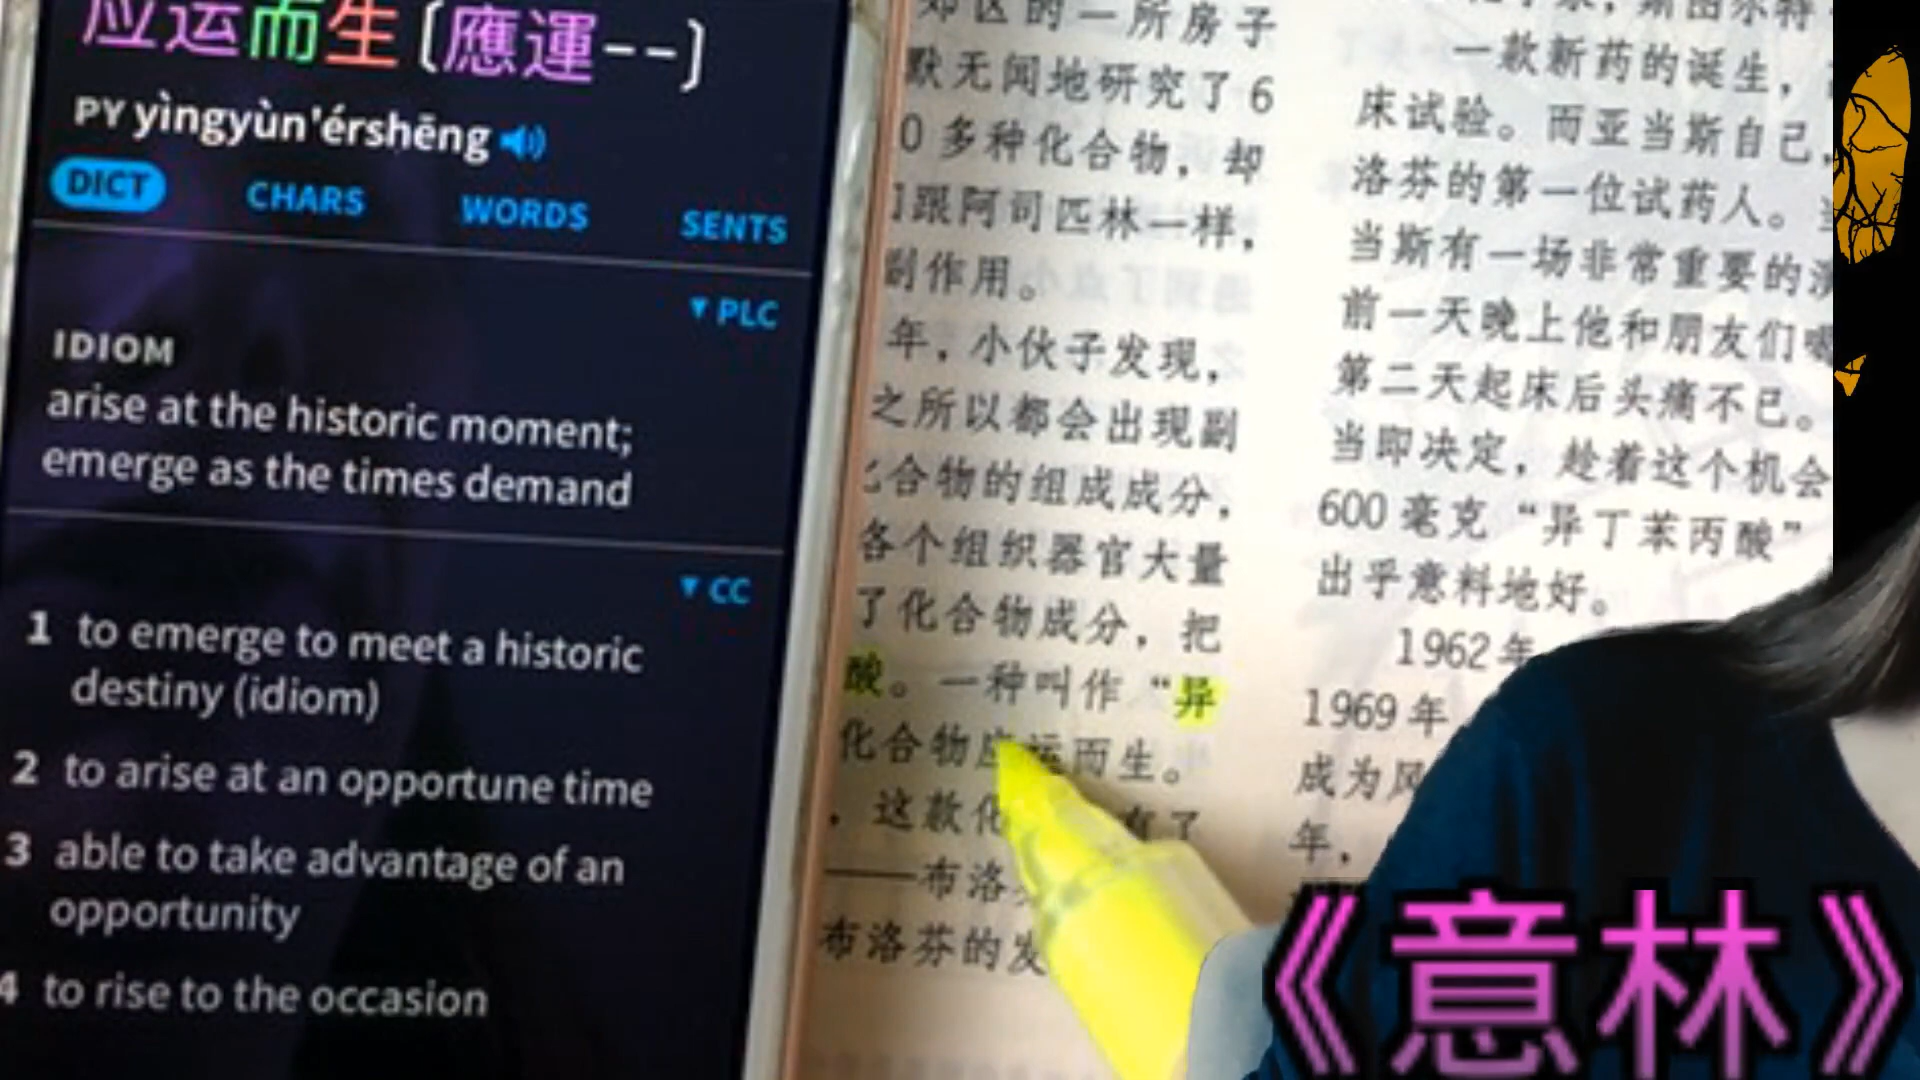 应运而生〔應運--〕
PY yìngyùn'érshēng
DICT CHARS WORDS SENTS
▼ PLC
IDIOM
arise at the historic moment;
emerge as the times demand
▼ CC
1 to emerge to meet a historic
destiny (idiom)
2 to arise at an opportune time
3 able to take advantage of an
opportunity
4 to rise to the occasion
郊区的一所房子
默无闻地研究了6
0多种化合物，却
跟阿司匹林一样，
副作用。
年，小伙子发现，
之所以都会出现副
合物的组成成分，
各个组织器官大量
了化合物成分，把
酸。一种叫作“异
化合物应运而生。
，这款化 有了
——布洛
布洛芬的发
一款新药的诞生，
床试验。而亚当斯自己，
洛芬的第一位试药人。
当斯有一场非常重要的演
前一天晚上他和朋友们喝
第二天起床后头痛不已。
当即决定，趁着这个机会
600毫克“异丁苯丙酸”
出乎意料地好。
1962年
1969年
成为风
年，
《意林》